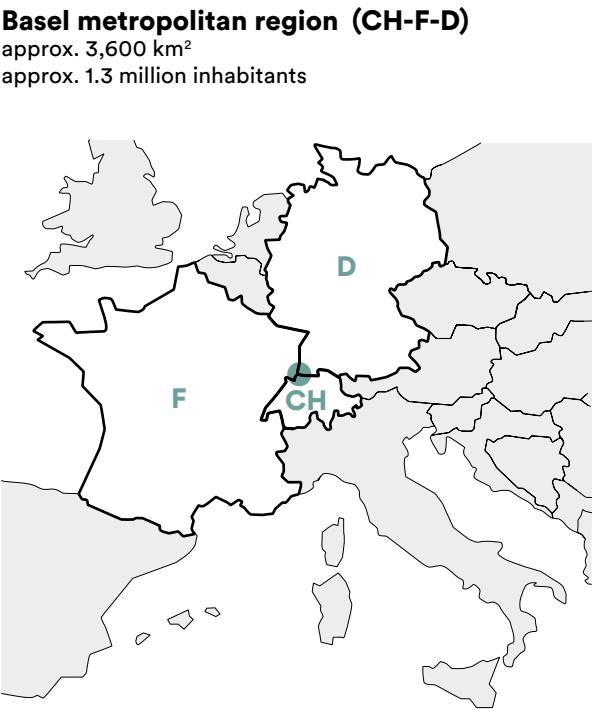 Basel metropolitan region (CH-F-D)
approx. 3,600 km²
approx. 1.3 million inhabitants
D
F
CH